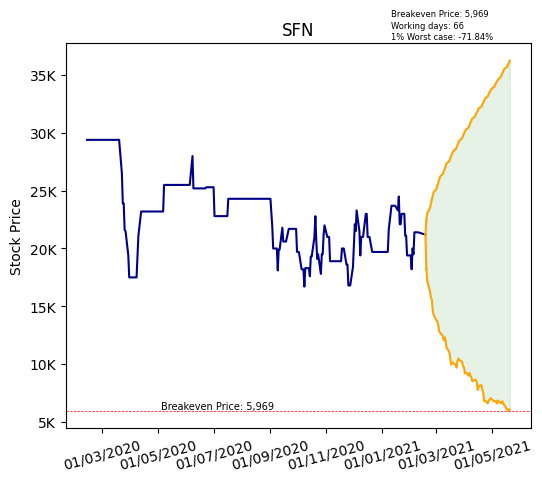 Breakeven Price: 5,969
Working days: 66
1% Worst case: -71.84%
SFN
Stock Price
35K
30K
25K
20K
15K
10K
5K
Breakeven Price: 5,969
01/03/2020
01/05/2020
01/07/2020
01/09/2020
01/11/2020
01/01/2021
01/03/2021
01/05/2021